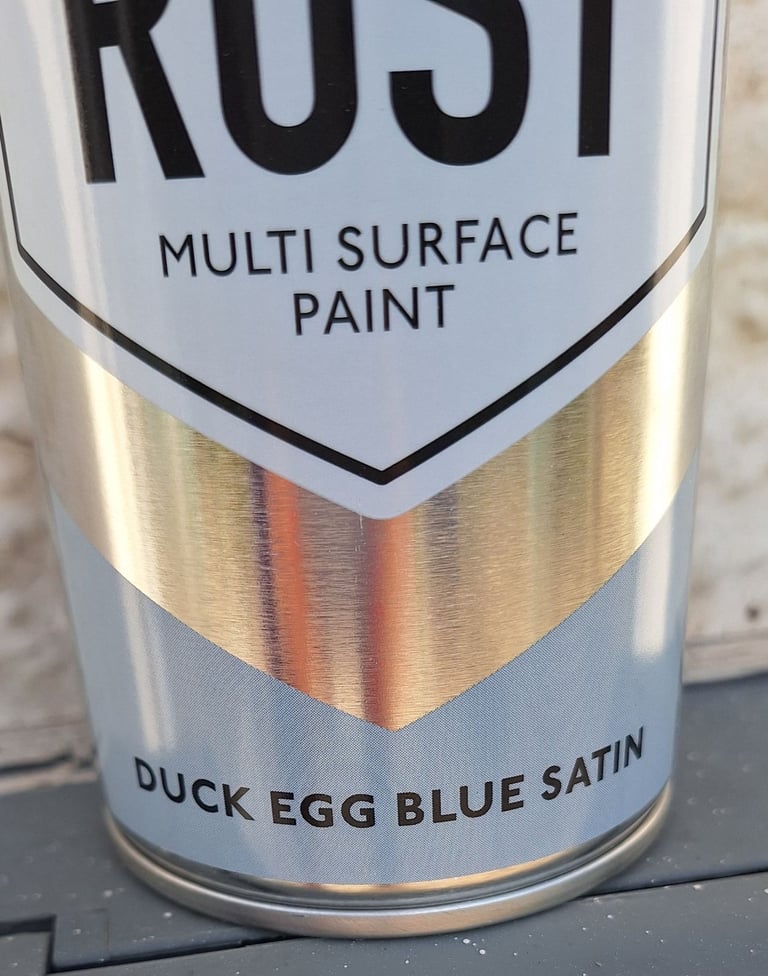 RUST
MULTI SURFACE
PAINT
DUCK EGG BLUE SATIN